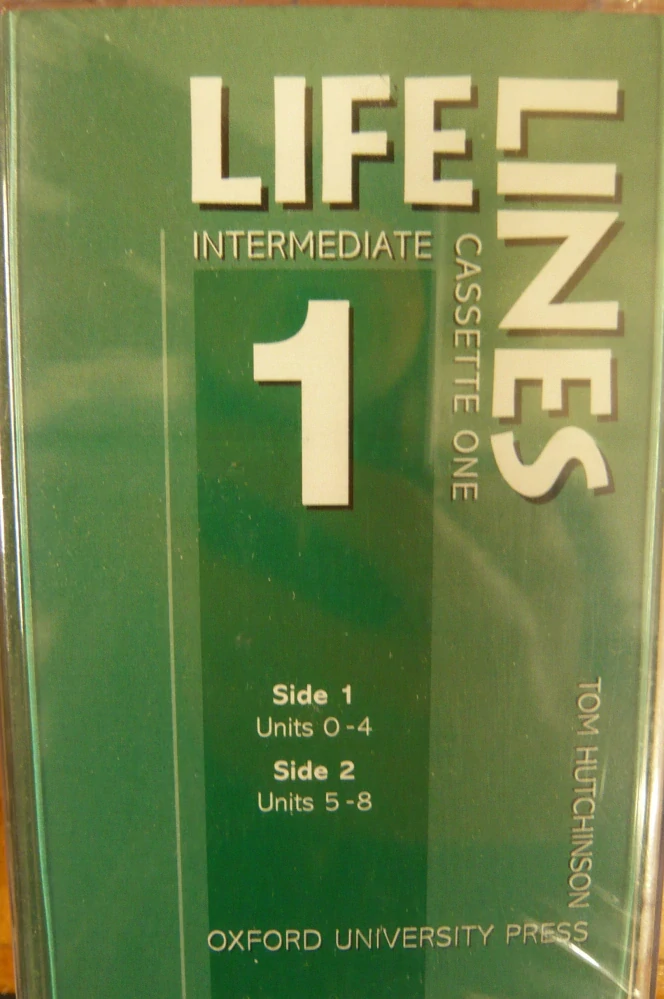 LIFE
LINES
INTERMEDIATE
CASSETTE ONE
1
Side 1
Units 0-4
Side 2
Units 5-8
TOM HUTCHINSON
OXFORD UNIVERSITY PRESS